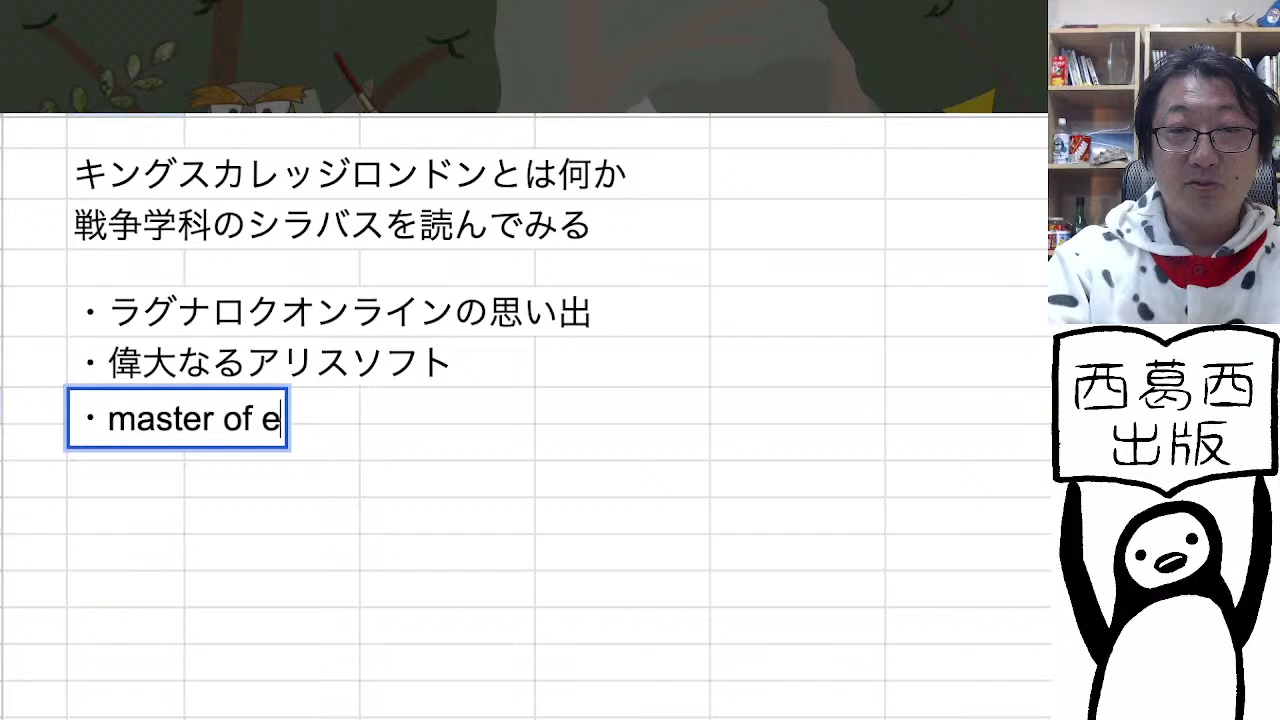 キングスカレッジロンドンとは何か
戦争学科のシラバスを読んでみる
・ラグナロクオンラインの思い出
・偉大なるアリスソフト
・master of e
西葛西
出版